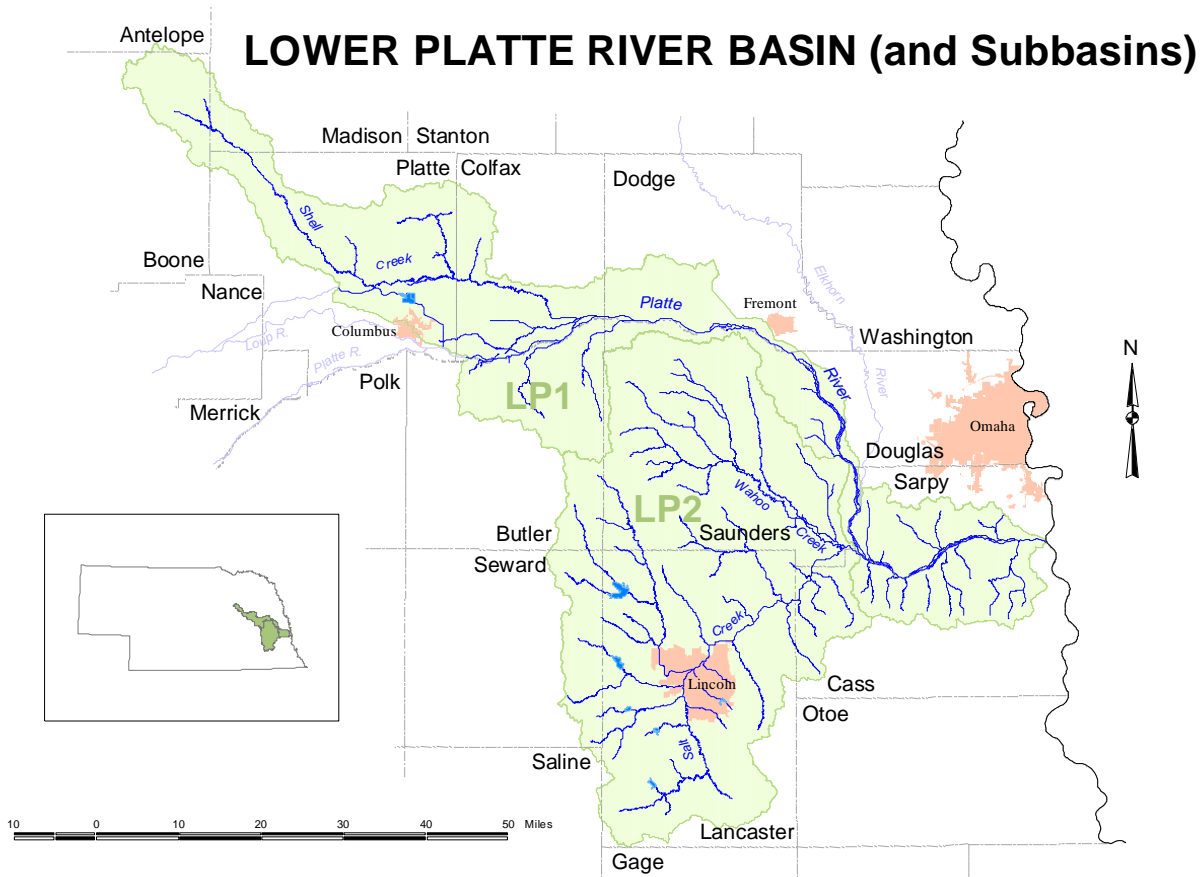 LOWER PLATTE RIVER BASIN (and Subbasins)
Antelope
Madison
Stanton
Platte
Colfax
Dodge
Shell
Creek
Boone
Nance
Platte
Fremont
Elkhorn
River
Columbus
Loup R.
Platte R.
Washington
N
Polk
Merrick
LP1
River
Omaha
Douglas
Sarpy
LP2
Wahoo
Creek
Butler
Saunders
Seward
Creek
Lincoln
Cass
Otoe
Salt
Saline
Lancaster
Gage
10 0 10 20 30 40 50 Miles